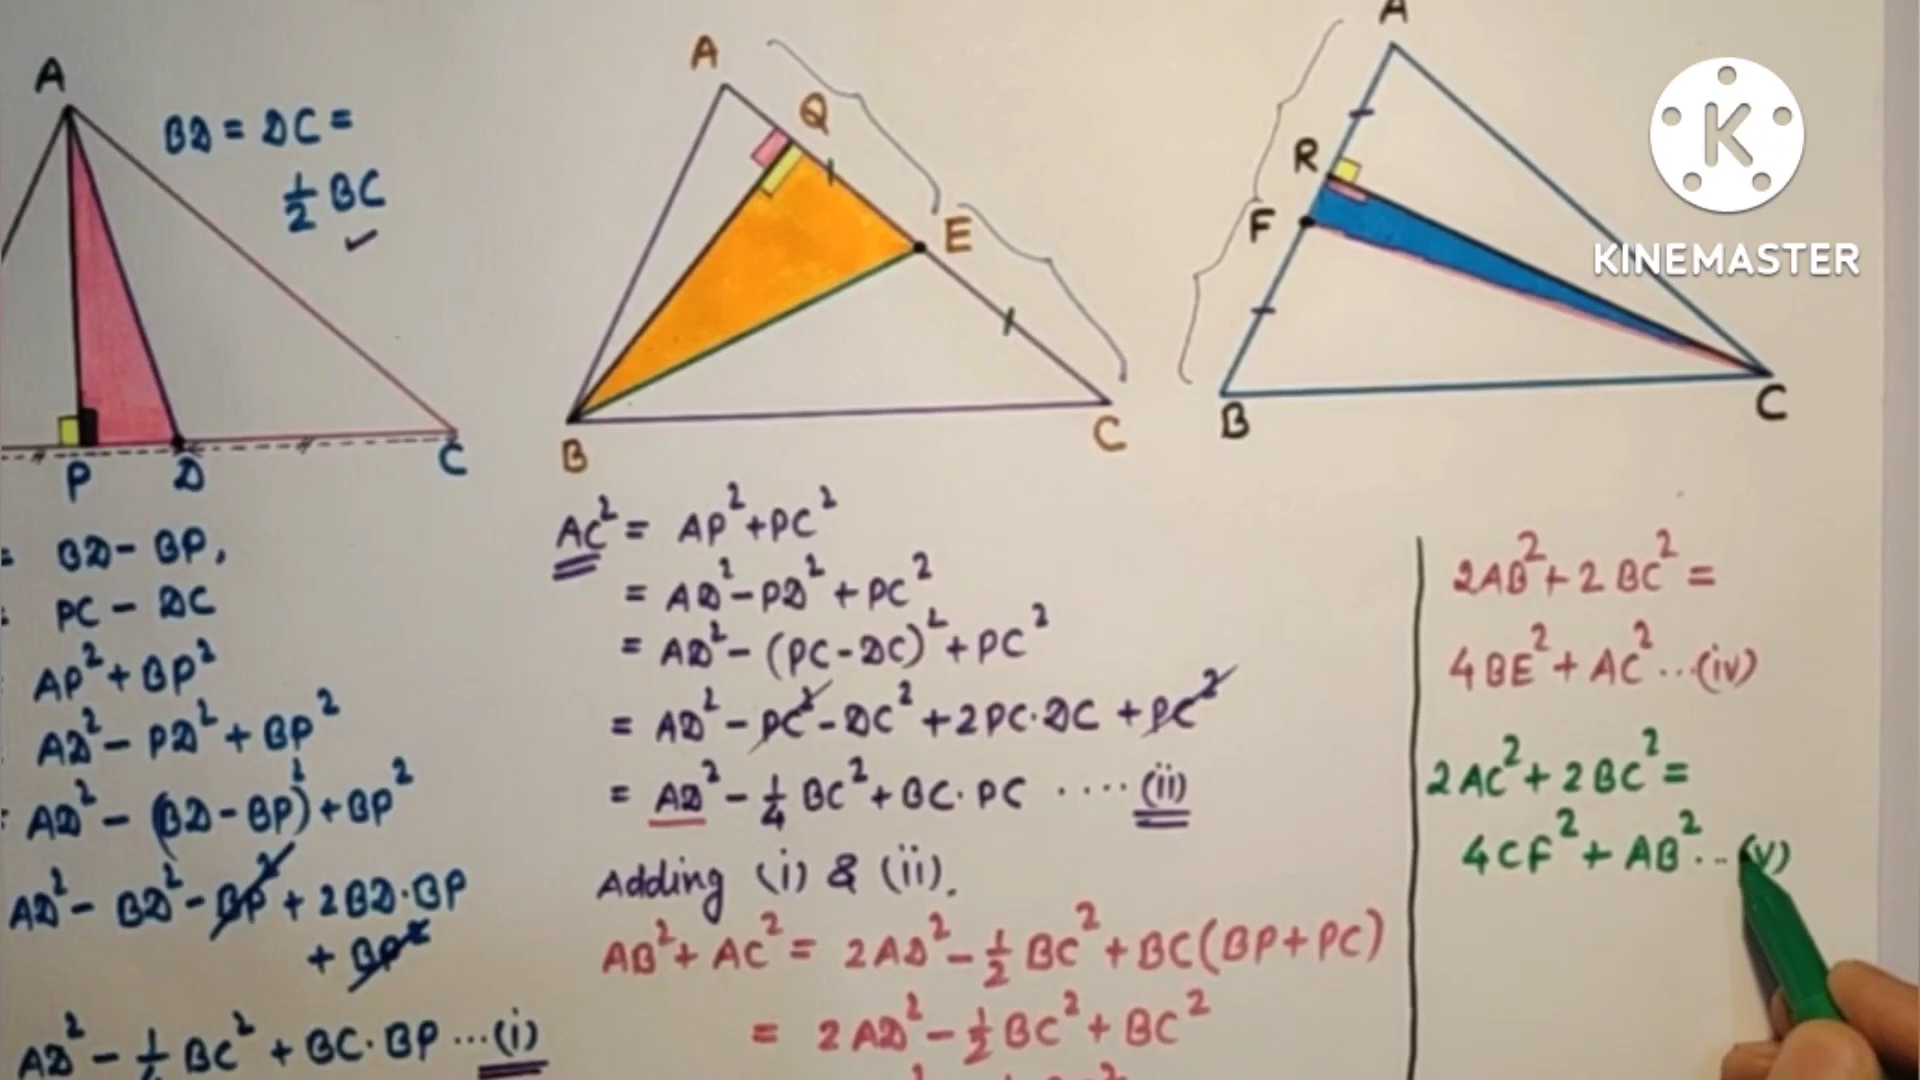 A
BD = DC =
½ BC
P
D
C
= BD - BP,
= PC - DC
AP² + BP²
AD² - PD² + BP²
= AD² - (BD - BP)² + BP²
AD² - BD² - BP² + 2BD·BP
+ BP²
AD² - ¼ BC² + BC·BP ...(i)
A
Q
E
B
C
AC² = AP² + PC²
= AD² - PD² + PC²
= AD² - (PC - DC)² + PC²
= AD² - PC² - DC² + 2PC·DC + PC²
= AD² - ¼ BC² + BC·PC ....(ii)
Adding (i) & (ii).
AB² + AC² = 2AD² - ½ BC² + BC(BP + PC)
= 2AD² - ½ BC² + BC²
A
R
F
B
C
K
KINEMASTER
2AB² + 2BC² =
4BE² + AC² ...(iv)
2AC² + 2BC² =
4CF² + AB² ...(v)